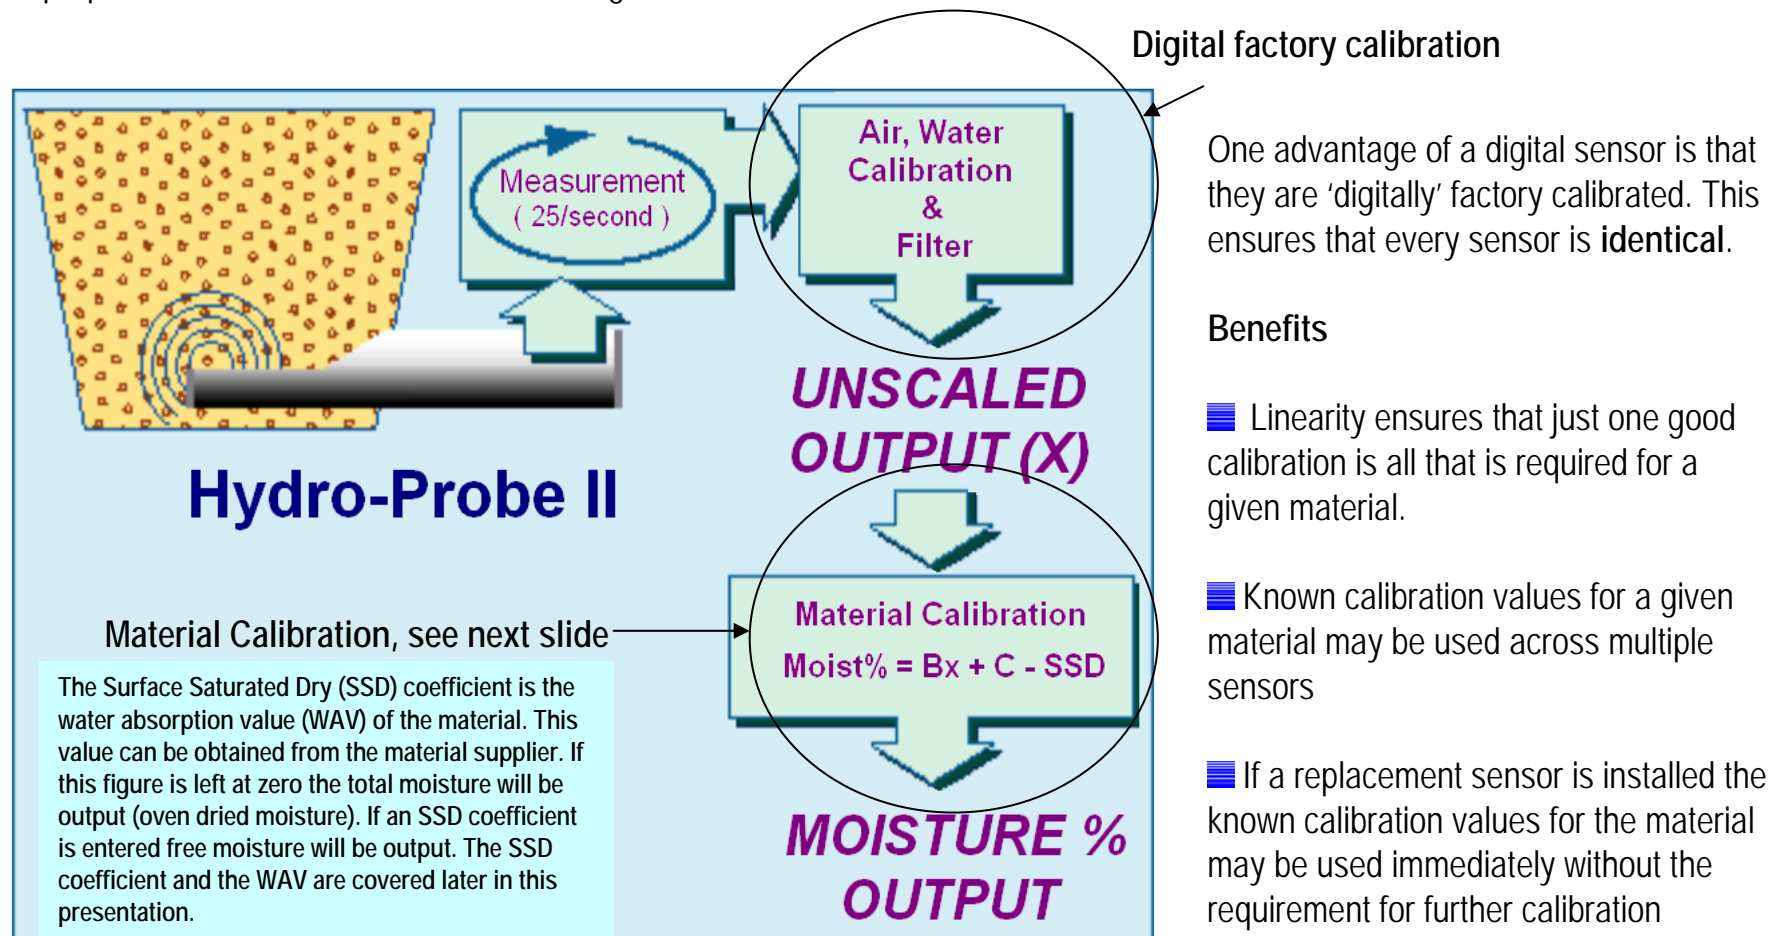 Digital factory calibration
Air, Water
Calibration
&
Filter
Measurement
( 25/second )
One advantage of a digital sensor is that
they are ‘digitally’ factory calibrated. This
ensures that every sensor is identical.
Benefits
UNSCALED
OUTPUT (X)
Linearity ensures that just one good
calibration is all that is required for a
given material.
Hydro-Probe II
Known calibration values for a given
material may be used across multiple
sensors
Material Calibration
Moist% = Bx + C - SSD
Material Calibration, see next slide
The Surface Saturated Dry (SSD) coefficient is the
water absorption value (WAV) of the material. This
value can be obtained from the material supplier. If
this figure is left at zero the total moisture will be
output (oven dried moisture). If an SSD coefficient
is entered free moisture will be output. The SSD
coefficient and the WAV are covered later in this
presentation.
If a replacement sensor is installed the
known calibration values for the material
may be used immediately without the
requirement for further calibration
MOISTURE %
OUTPUT